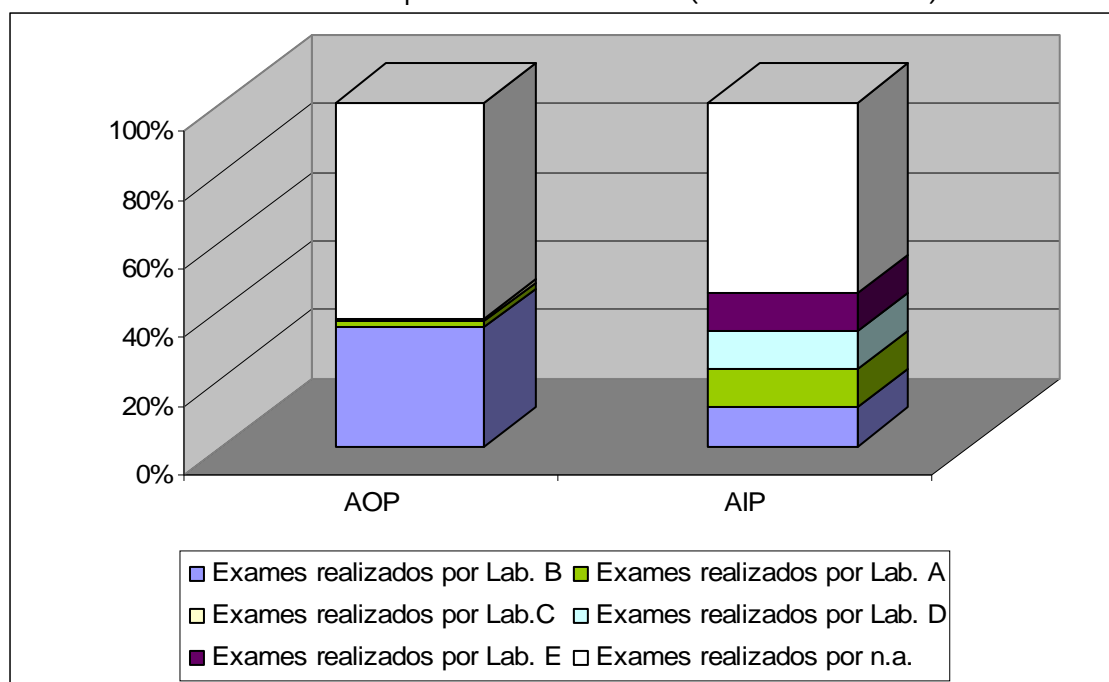 100%
80%
60%
40%
20%
0%
AOP AIP
Exames realizados por Lab. B Exames realizados por Lab. A
Exames realizados por Lab.C Exames realizados por Lab. D
Exames realizados por Lab. E Exames realizados por n.a.